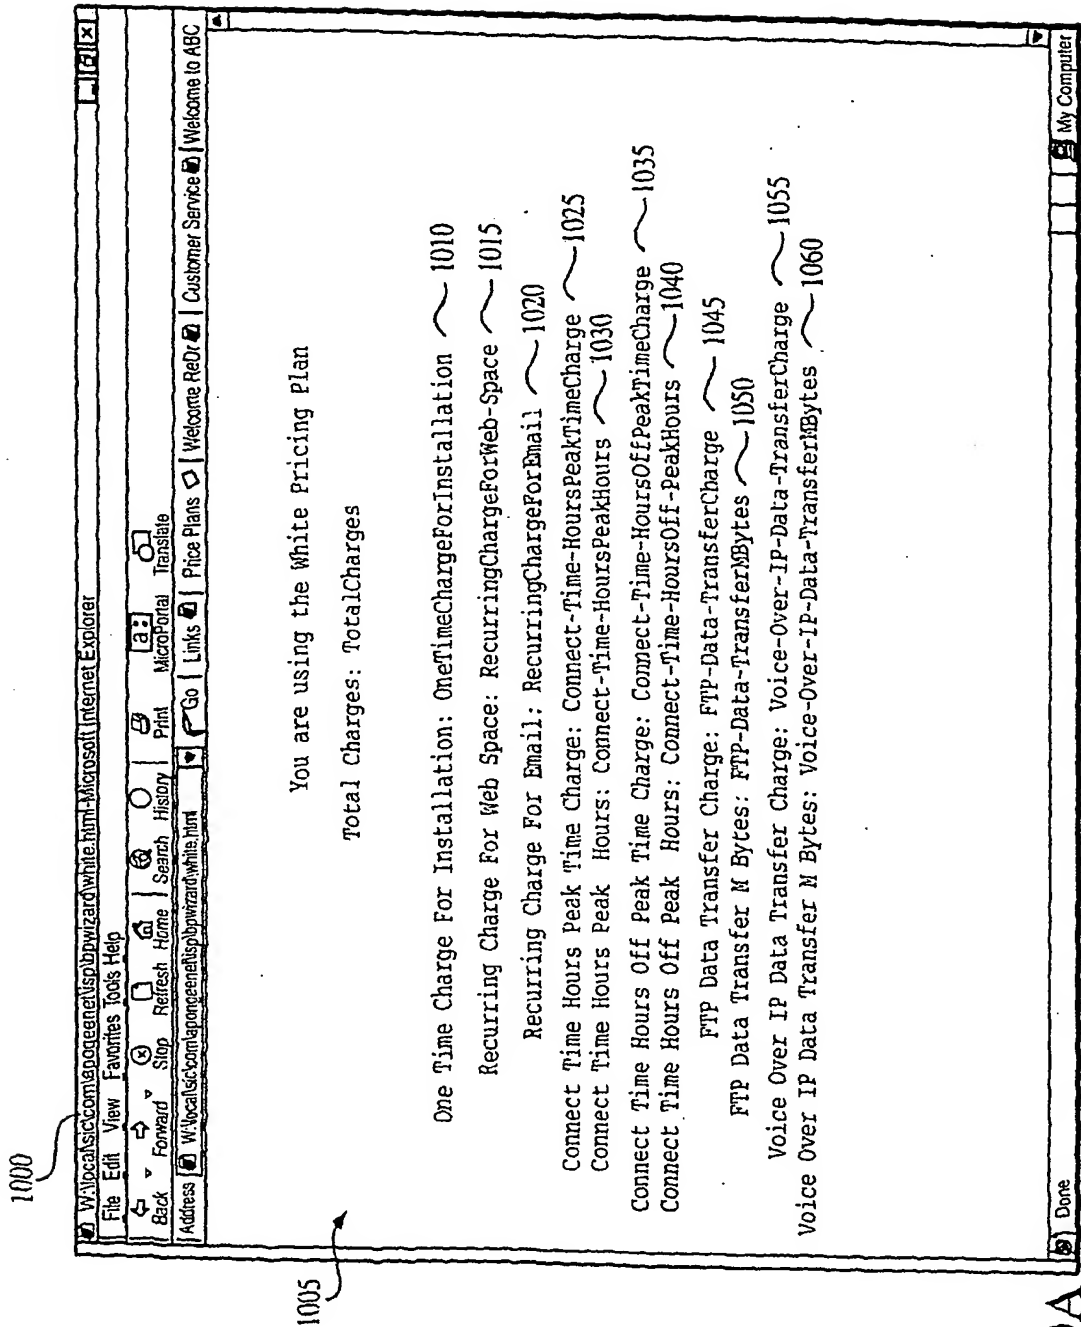 1000
W:\local\sic\com\apogeenet\isp\bpwizard\white.html-Microsoft Internet Explorer
File Edit View Favorites Tools Help
Back Forward Stop Refresh Home Search History Print MicroPortal Translate
Address W:\local\sic\com\apongeenet\isp\bpwizard\white.html Go Links Price Plans Welcome ReDr Customer Service Welcome to ABC
1005
You are using the White Pricing Plan
Total Charges: TotalCharges
One Time Charge For Installation: OneTimeChargeForInstallation 1010
Recurring Charge For Web Space: RecurringChargeForWeb-Space 1015
Recurring Charge For Email: RecurringChargeForEmail 1020
Connect Time Hours Peak Time Charge: Connect-Time-HoursPeakTimeCharge 1025
Connect Time Hours Peak Hours: Connect-Time-HoursPeakHours 1030
Connect Time Hours Off Peak Time Charge: Connect-Time-HoursOffPeakTimeCharge 1035
Connect Time Hours Off Peak Hours: Connect-Time-HoursOff-PeakHours 1040
FTP Data Transfer Charge: FTP-Data-TransferCharge 1045
FTP Data Transfer M Bytes: FTP-Data-TransferMBytes 1050
Voice Over IP Data Transfer Charge: Voice-Over-IP-Data-TransferCharge 1055
Voice Over IP Data Transfer M Bytes: Voice-Over-IP-Data-TransferMBytes 1060
Done My Computer